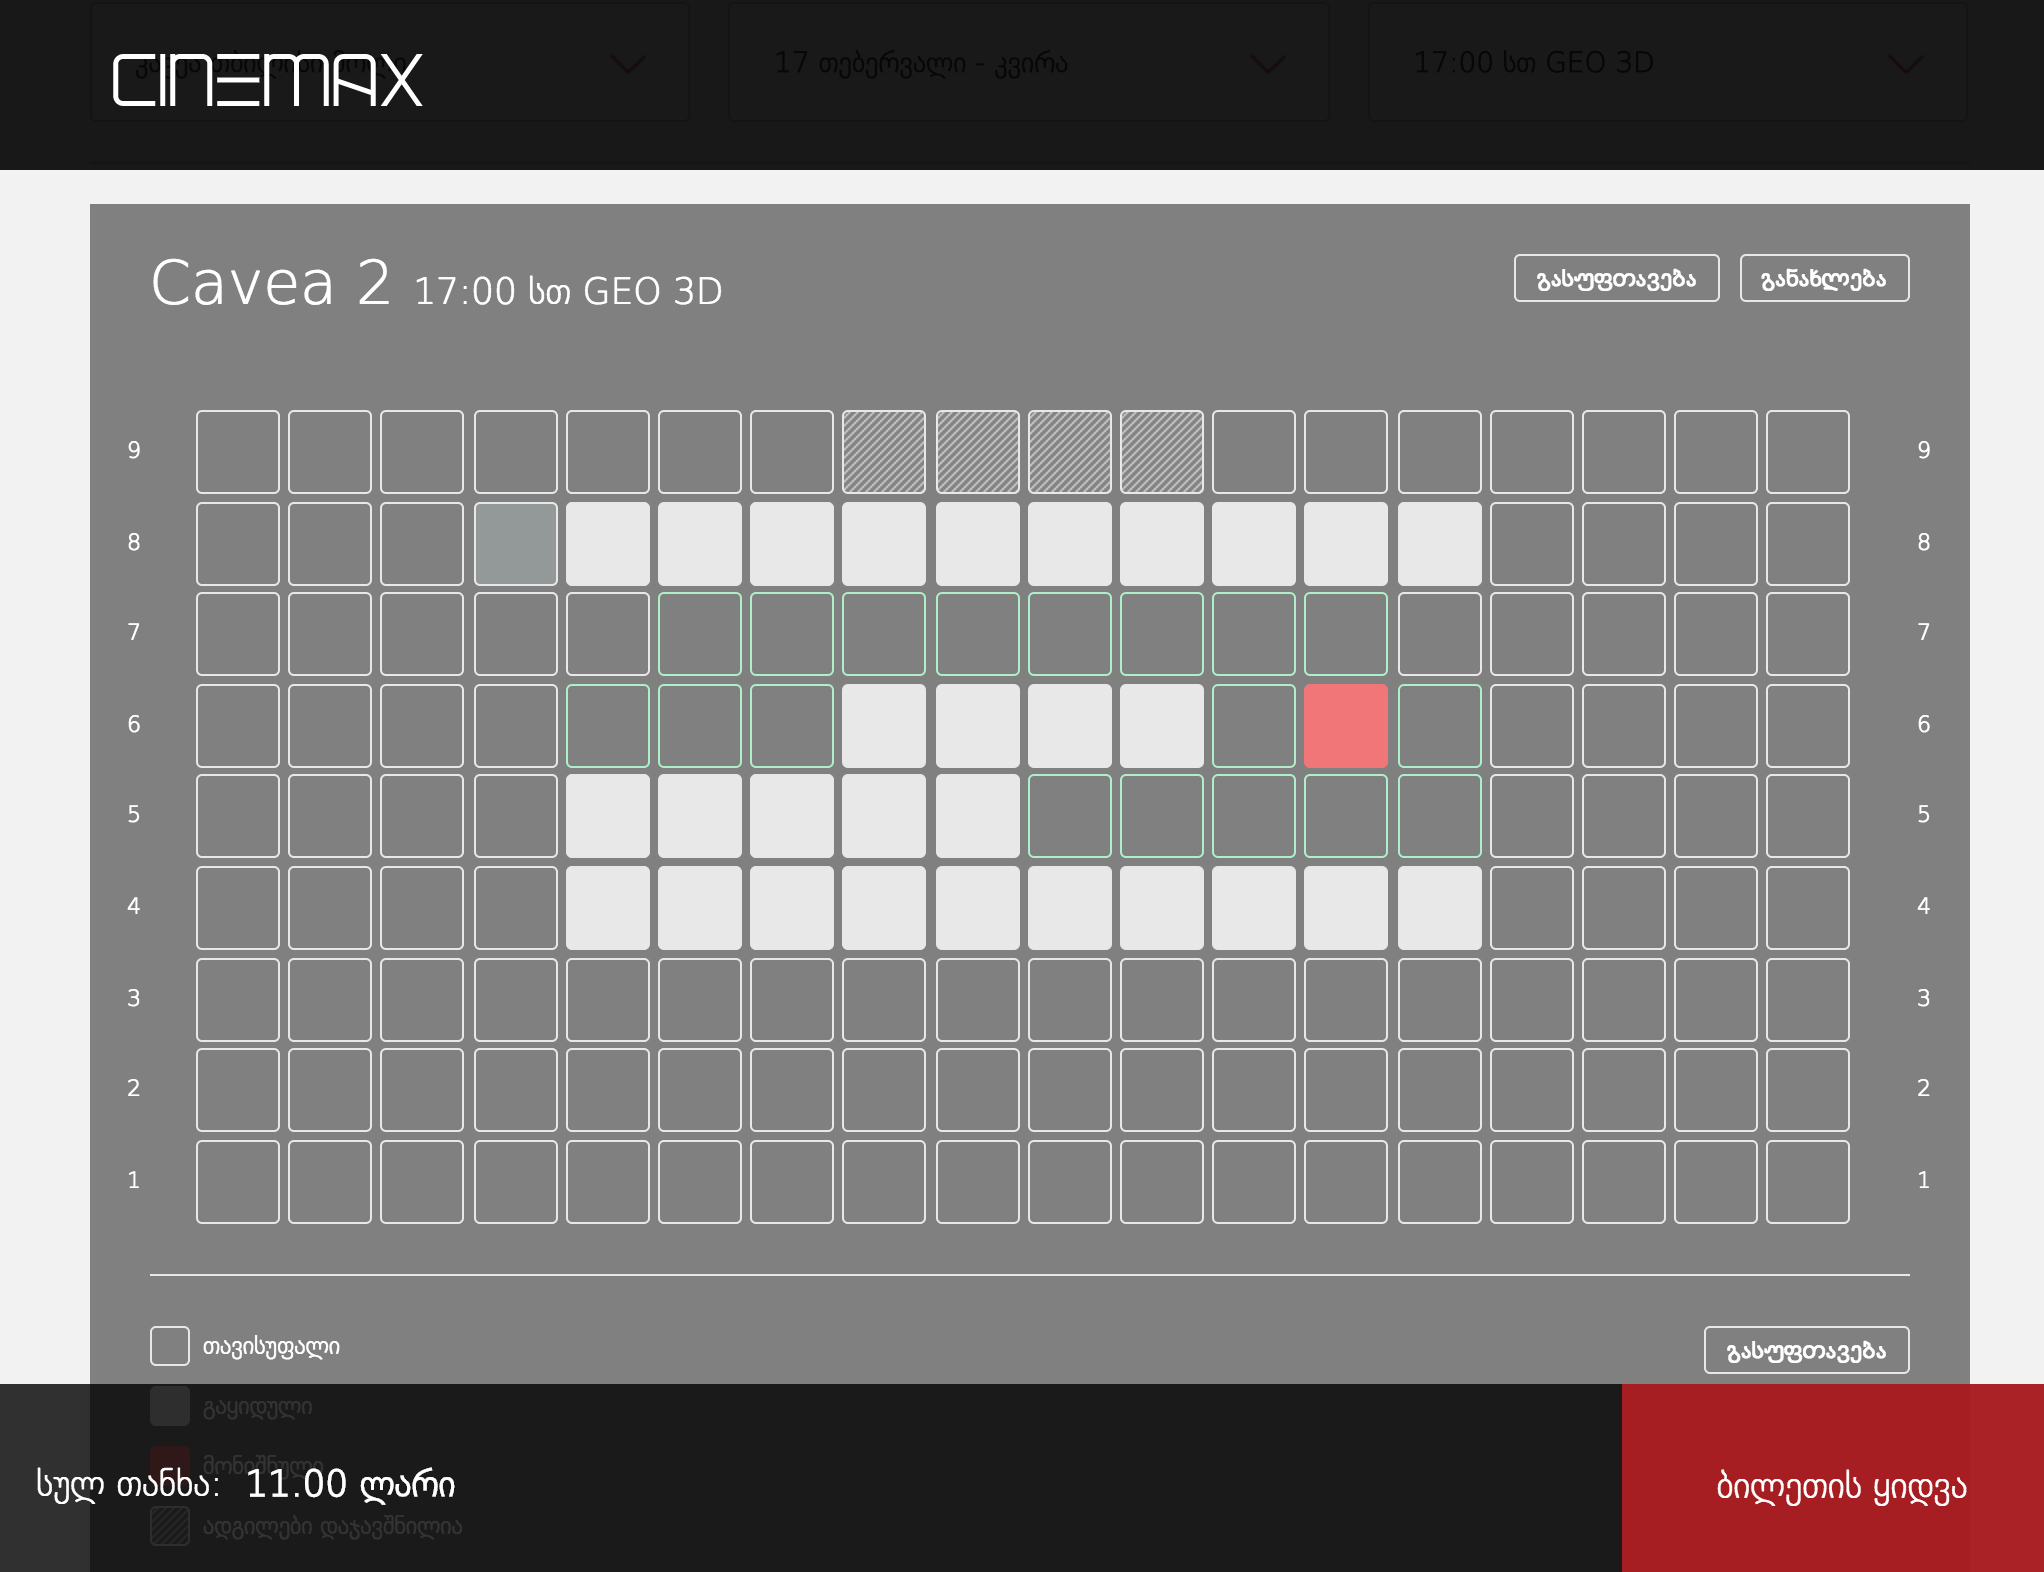 CINEMAX
17 თებერვალი - კვირა
17:00 სთ GEO 3D
Cavea 2 17:00 სთ GEO 3D
გასუფთავება
განახლება
9 9
8 8
7 7
6 6
5 5
4 4
3 3
2 2
1 1
თავისუფალი
გასუფთავება
გაყიდული
მონიშნული
სულ თანხა: 11.00 ლარი
ბილეთის ყიდვა
ადგილები დაჯავშნილია